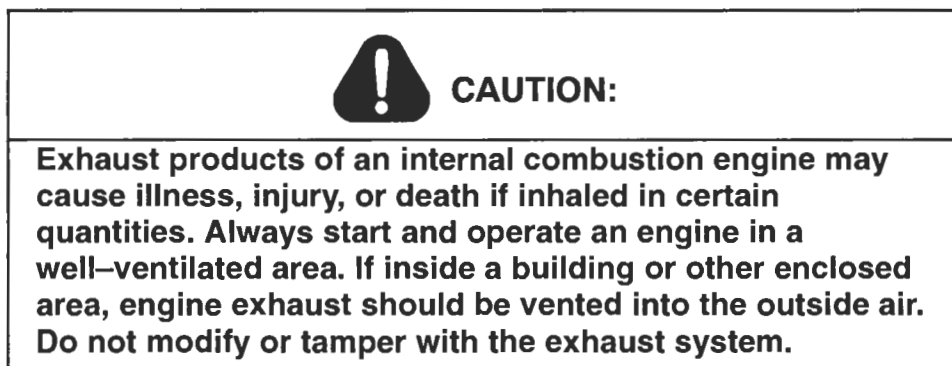 CAUTION:
Exhaust products of an internal combustion engine may
cause illness, injury, or death if inhaled in certain
quantities. Always start and operate an engine in a
well–ventilated area. If inside a building or other enclosed
area, engine exhaust should be vented into the outside air.
Do not modify or tamper with the exhaust system.